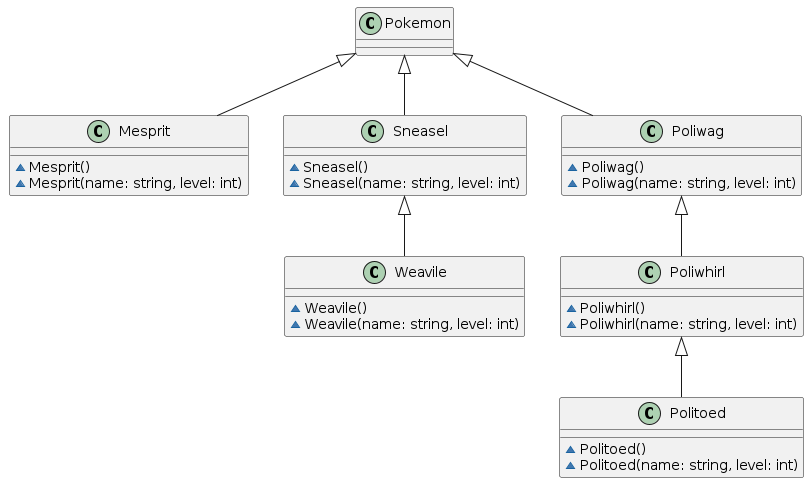 C Pokemon
C Mesprit
Mesprit()
Mesprit(name: string, level: int)
C Sneasel
Sneasel()
Sneasel(name: string, level: int)
C Poliwag
Poliwag()
Poliwag(name: string, level: int)
C Weavile
Weavile()
Weavile(name: string, level: int)
C Poliwhirl
Poliwhirl()
Poliwhirl(name: string, level: int)
C Politoed
Politoed()
Politoed(name: string, level: int)